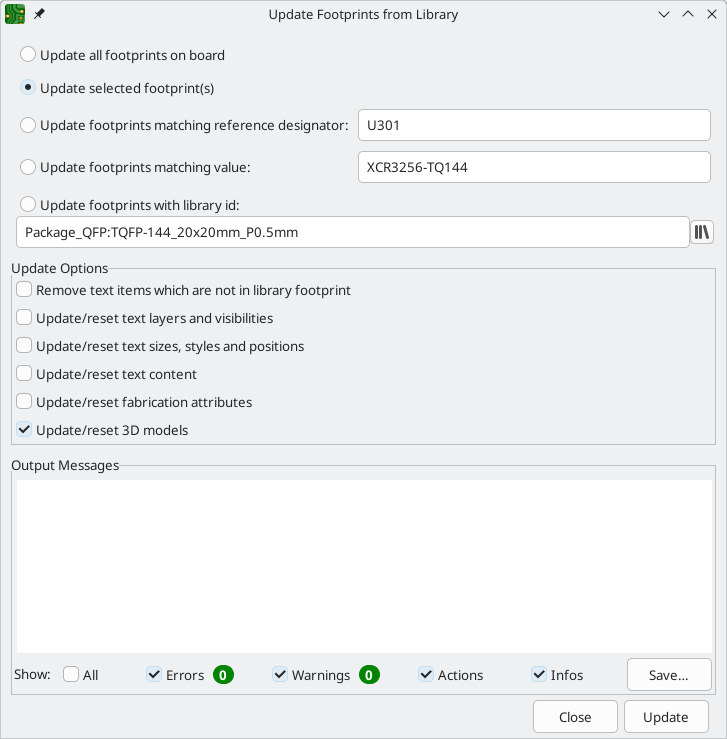 Update Footprints from Library
Update all footprints on board
Update selected footprint(s)
Update footprints matching reference designator: U301
Update footprints matching value: XCR3256-TQ144
Update footprints with library id:
Package_QFP:TQFP-144_20x20mm_P0.5mm
Update Options
Remove text items which are not in library footprint
Update/reset text layers and visibilities
Update/reset text sizes, styles and positions
Update/reset text content
Update/reset fabrication attributes
Update/reset 3D models
Output Messages
Show: All Errors 0 Warnings 0 Actions Infos Save...
Close Update